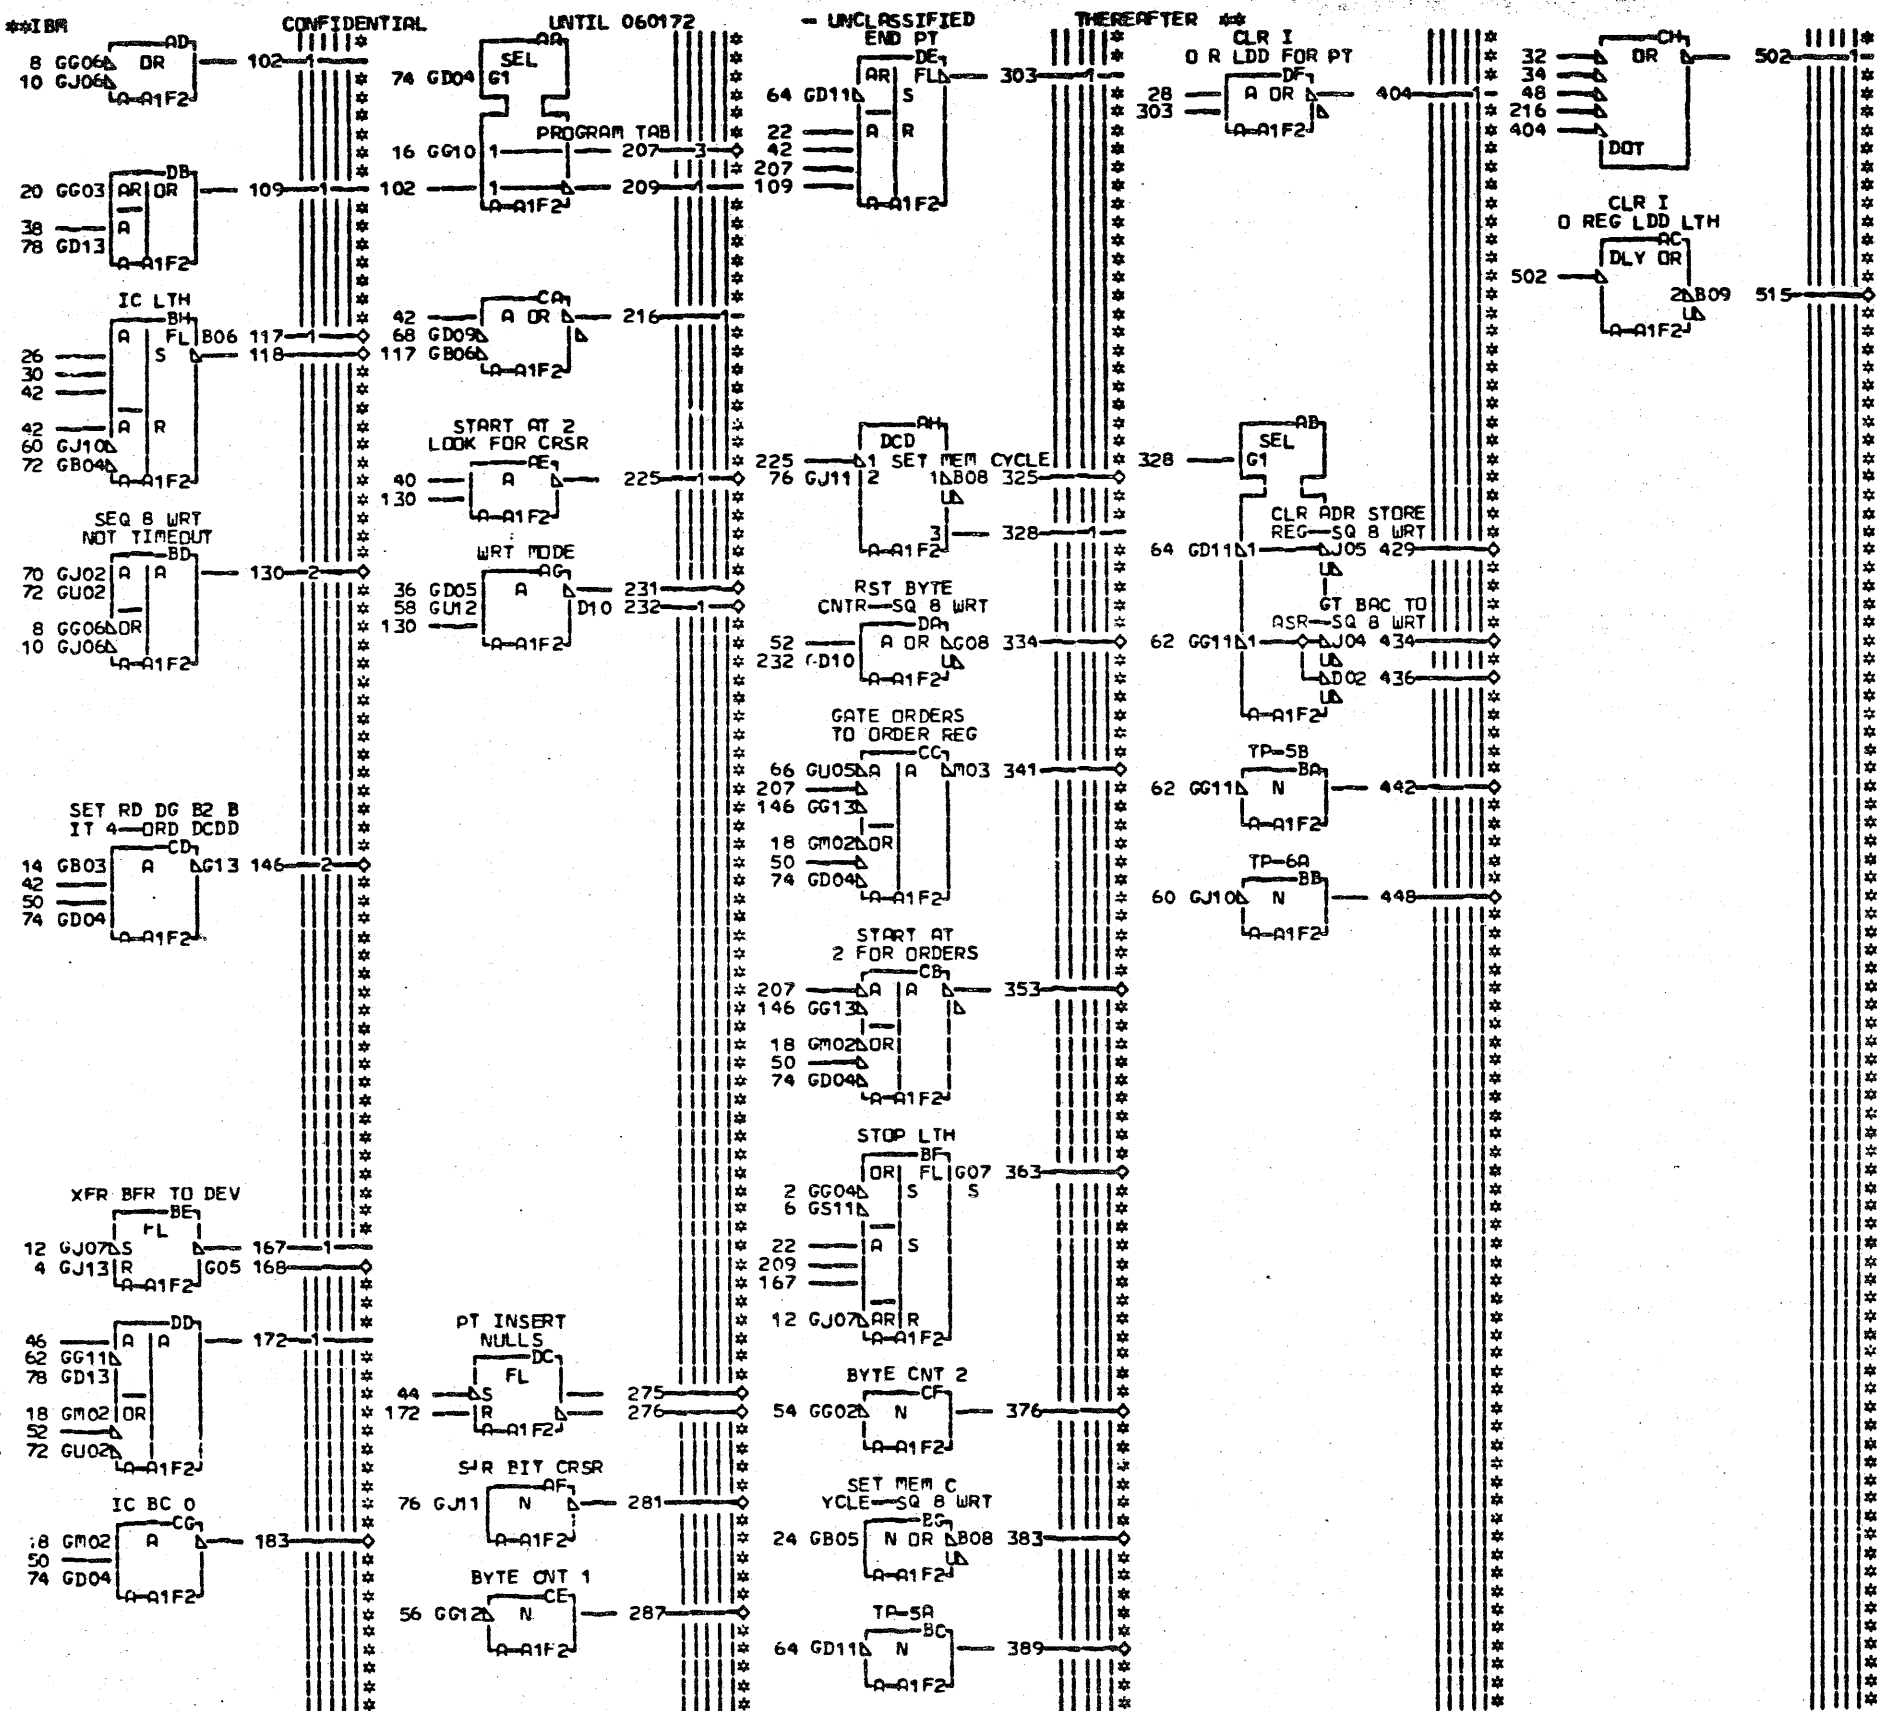 **IBM CONFIDENTIAL UNTIL 060172 - UNCLASSIFIED THEREAFTER **
AD
8 GG06 OR 102 1
10 GJ06
A-A1F2
DB
20 GG03 AR OR 109 1
38 A
78 GD13
A-A1F2
IC LTH
BH
A FL B06 117 1
26 S 118
30
42
42 A R
60 GJ10
72 GB04
A-A1F2
SEQ 8 WRT
NOT TIMEOUT
BD
70 GJ02 A A 130 2
72 GU02
8 GG06 OR
10 GJ06
A-A1F2
SET RD DG B2 B
IT 4-ORD DCDD
CD
14 GB03 A G13 146 2
42
50
74 GD04
A-A1F2
XFR BFR TO DEV
BE
FL
12 GJ07 S 167 1
4 GJ13 R G05 168
A-A1F2
DD
46 A A 172 1
62 GG11
78 GD13
18 GM02 OR
52
72 GU02
A-A1F2
IC BC 0
CG
8 GM02 A 183
50
74 GD04
A-A1F2
AA
SEL
74 GD04 G1
PROGRAM TAB
16 GG10 1 207 3
102 1 209 1
A-A1F2
CA
42 A OR 216 1
68 GD09
117 GB06
A-A1F2
START AT 2
LOOK FOR CRSR
AE
40 A 225 1
130
A-A1F2
WRT MODE
AG
36 GD05 A 231
58 GU12 D10 232 1
130
A-A1F2
PT INSERT
NULLS
DC
FL
44 S 275
172 R 276
A-A1F2
BIT CRSR
AF
76 GJ11 N 281
A-A1F2
BYTE CNT 1
CE
56 GG12 N 287
A-A1F2
END PT
DE
AR FL 303 1
64 GD11 S
22 A R
42
207
109
A-A1F2
AH
DCD
225 1 SET MEM CYCLE
76 GJ11 2 1 B08 325
U
3 328 1
A-A1F2
RST BYTE
CNTR-SQ 8 WRT
DA
52 A OR G08 334
232 D10 U
A-A1F2
GATE ORDERS
TO ORDER REG
CC
66 GU05 A A M03 341
207
146 GG13
18 GM02 OR
50
74 GD04
A-A1F2
START AT
2 FOR ORDERS
CB
207 A A 353
146 GG13
18 GM02 OR
50
74 GD04
A-A1F2
STOP LTH
BF
OR FL G07 363
2 GG04 S S
6 GS11
22 A S
209
167
12 GJ07 AR R
A-A1F2
BYTE CNT 2
CF
54 GG02 N 376
A-A1F2
SET MEM C
YCLE-SQ 8 WRT
BG
24 GB05 N OR B08 383
U
A-A1F2
TP-5A
BC
64 GD11 N 389
A-A1F2
CLR I
O R LDD FOR PT
DF
28 A OR 404 1
303
A-A1F2
AB
SEL
328 G1
CLR ADR STORE
REG-SQ 8 WRT
64 GD11 1 J05 429
U
GT BAC TO
ASR-SQ 8 WRT
62 GG11 1 J04 434
U
D02 436
U
A-A1F2
TP-5B
BA
62 GG11 N 442
A-A1F2
TP-6A
BB
60 GJ10 N 448
A-A1F2
CH
32 OR 502 1
34
48
216
404
DOT
CLR I
O REG LDD LTH
AC
DLY OR
502
2 B09 515
U
A-A1F2